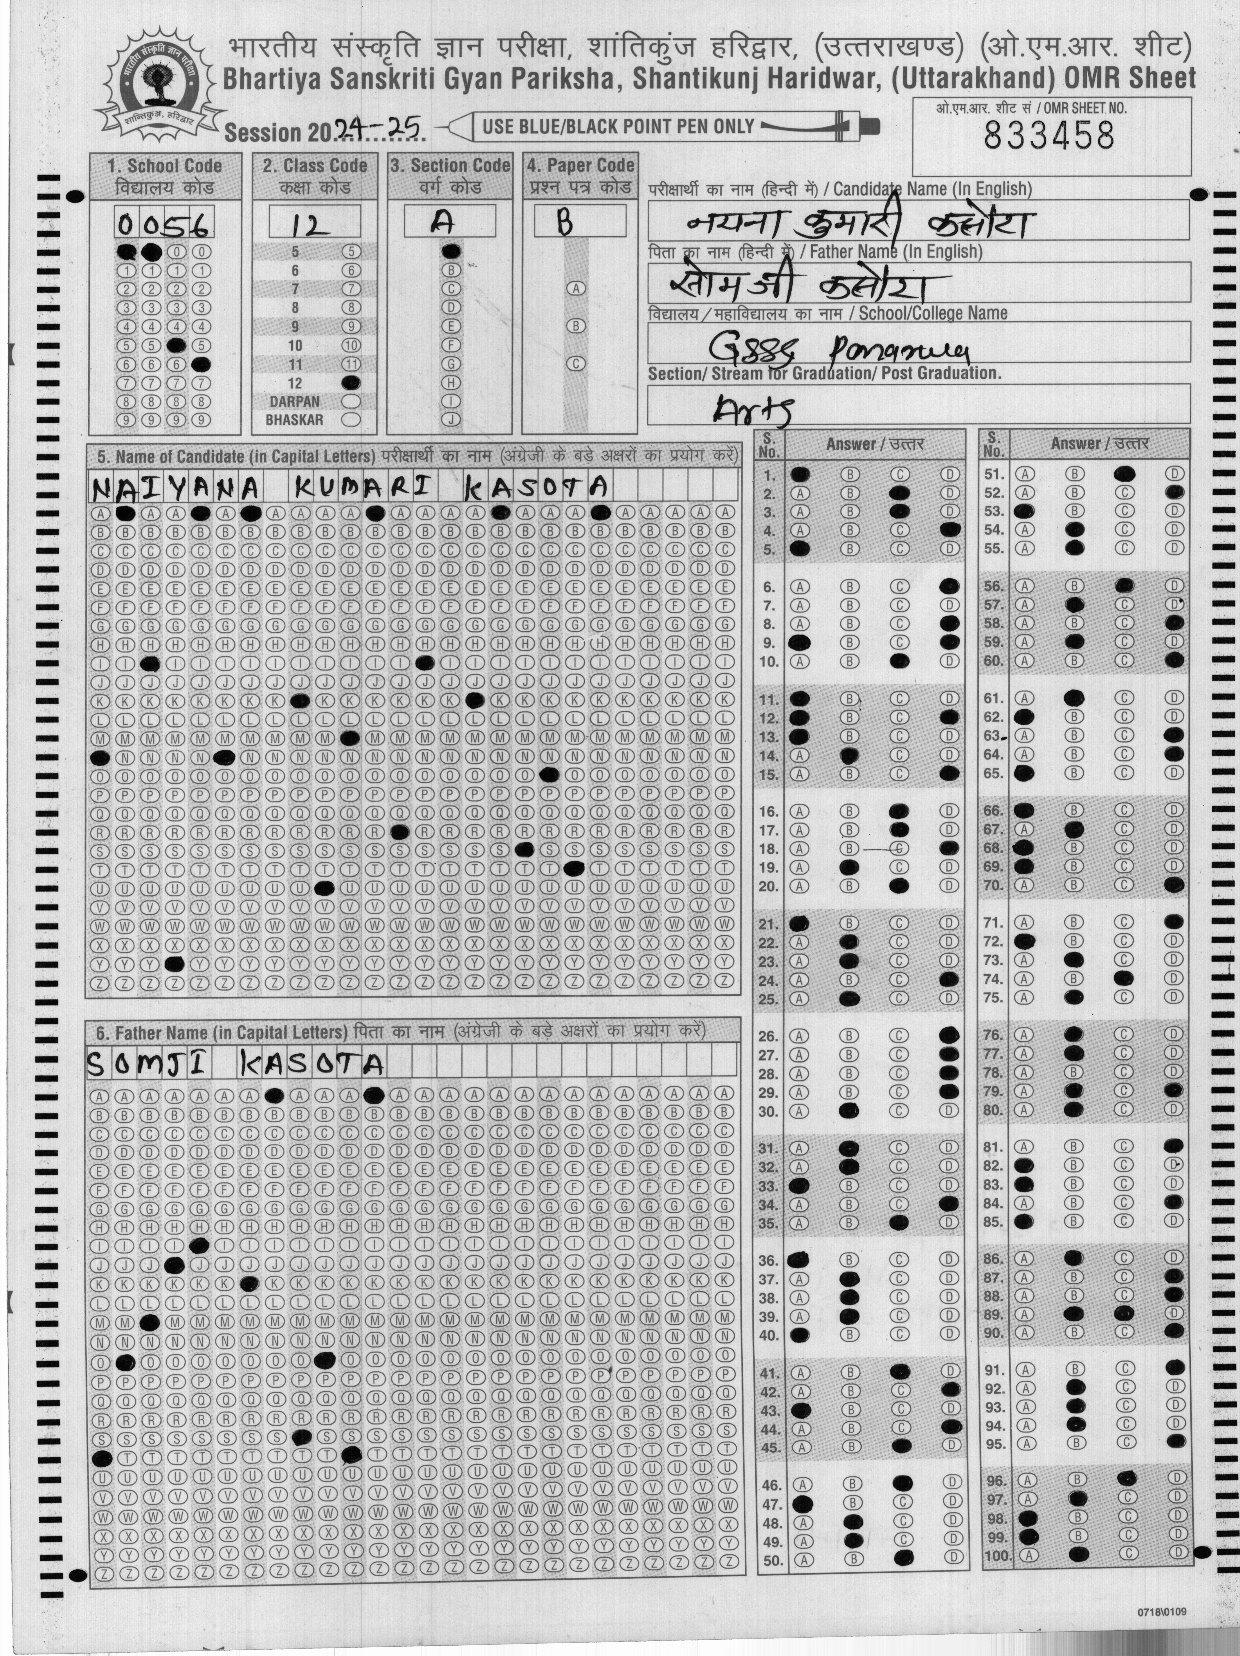 भारतीय संस्कृति ज्ञान परीक्षा, शांतिकुंज हरिद्वार, (उत्तराखण्ड) (ओ.एम.आर. शीट)
Bhartiya Sanskriti Gyan Pariksha, Shantikunj Haridwar, (Uttarakhand) OMR Sheet
Session 2024-25
USE BLUE/BLACK POINT PEN ONLY
ओ.एम.आर. शीट सं / OMR SHEET NO.
833458
1. School Code
विद्यालय कोड
0056
2. Class Code
कक्षा कोड
12
5
6
7
8
9
10
11
12
DARPAN
BHASKAR
3. Section Code
वर्ग कोड
A
4. Paper Code
प्रश्न पत्र कोड
B
परीक्षार्थी का नाम (हिन्दी में) / Candidate Name (In English)
नयना कुमारी कसोटा
पिता का नाम (हिन्दी में) / Father Name (In English)
सोमजी कसोटा
विद्यालय/महाविद्यालय का नाम / School/College Name
GSSS
Section/ Stream for Graduation/ Post Graduation.
Arts
5. Name of Candidate (in Capital Letters) परीक्षार्थी का नाम (अंग्रेजी के बड़े अक्षरों का प्रयोग करें)
NAIYANA KUMARI KASOTA
6. Father Name (in Capital Letters) पिता का नाम (अंग्रेजी के बड़े अक्षरों का प्रयोग करें)
SOMJI KASOTA
S. No. Answer / उत्तर
S. No. Answer / उत्तर
0718\0109